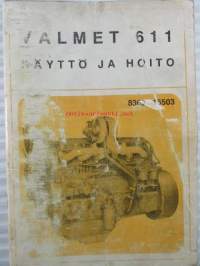 VALMET 611
KÄYTTÖ JA HOITO